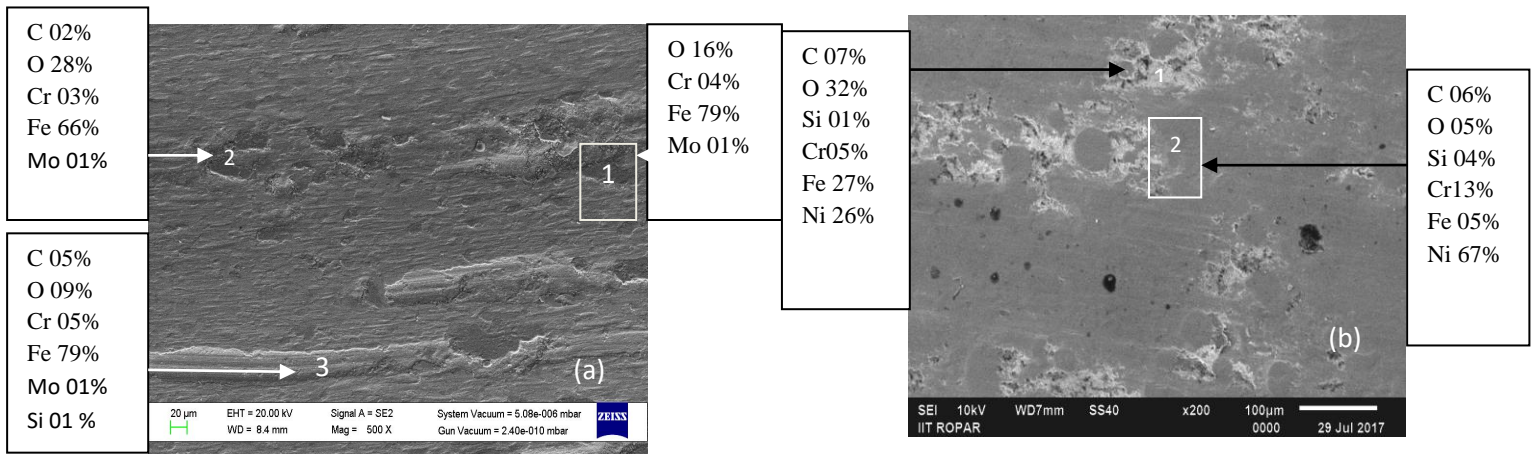 C 02%
O 28%
Cr 03%
Fe 66%
Mo 01%
C 05%
O 09%
Cr 05%
Fe 79%
Mo 01%
Si 01 %
2
1
3
(a)
20 µm
EHT = 20.00 kV
WD = 8.4 mm
Signal A = SE2
Mag = 500 X
System Vacuum = 5.08e-006 mbar
Gun Vacuum = 2.40e-010 mbar
ZEISS
O 16%
Cr 04%
Fe 79%
Mo 01%
C 07%
O 32%
Si 01%
Cr05%
Fe 27%
Ni 26%
1
2
(b)
SEI 10kV WD7mm SS40 x200 100µm
IIT ROPAR 0000 29 Jul 2017
C 06%
O 05%
Si 04%
Cr13%
Fe 05%
Ni 67%